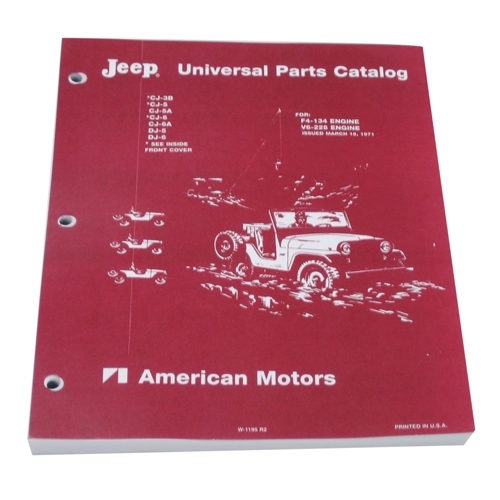 Jeep® Universal Parts Catalog
*CJ-3B
*CJ-5
CJ-5A
*CJ-6
CJ-6A
DJ-5
DJ-6
* SEE INSIDE
FRONT COVER
FOR:
F4-134 ENGINE
V6-225 ENGINE
ISSUED MARCH 19, 1971
American Motors
W-1195 R2
PRINTED IN U.S.A.